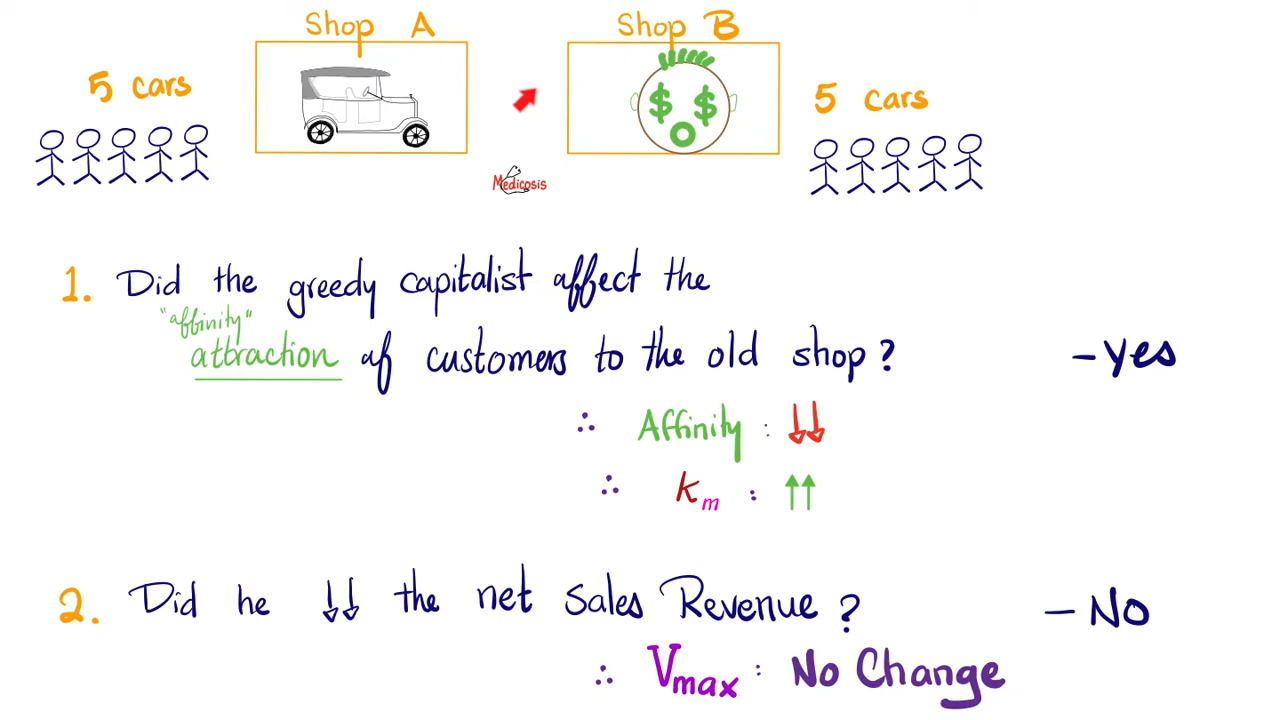 Shop A
Shop B
5 cars
$ $
5 cars
Medicosis
1. Did the greedy capitalist affect the
"affinity"
attraction of customers to the old shop? - Yes
∴ Affinity : ↓↓
∴ Km : ↑↑
2. Did he ↓↓ the net Sales Revenue? - No
∴ Vmax : No Change